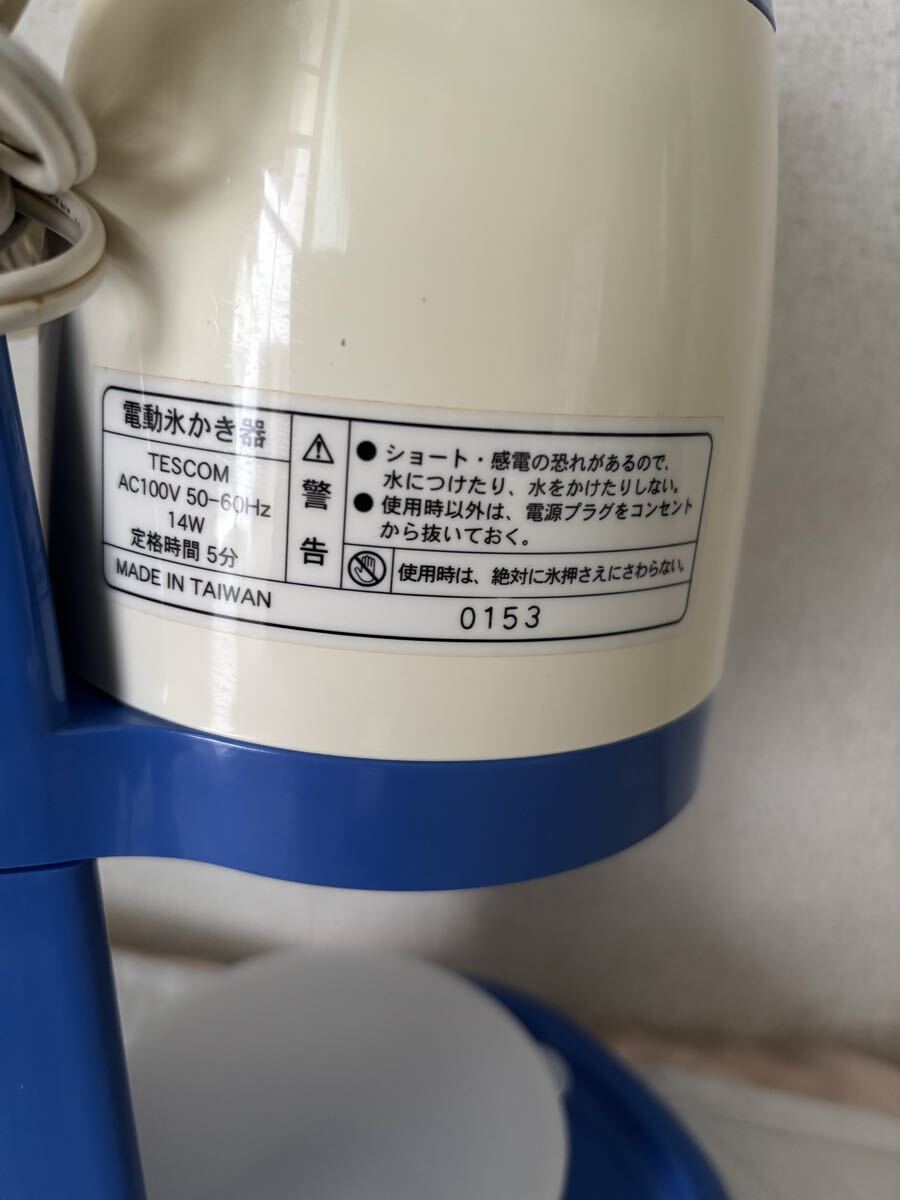 電動氷かき器
TESCOM
AC100V 50-60Hz
14W
定格時間 5分
MADE IN TAIWAN
警
告
● ショート・感電の恐れがあるので、
水につけたり、水をかけたりしない。
● 使用時以外は、電源プラグをコンセント
から抜いておく。
使用時は、絶対に氷押さえにさわらない。
0153